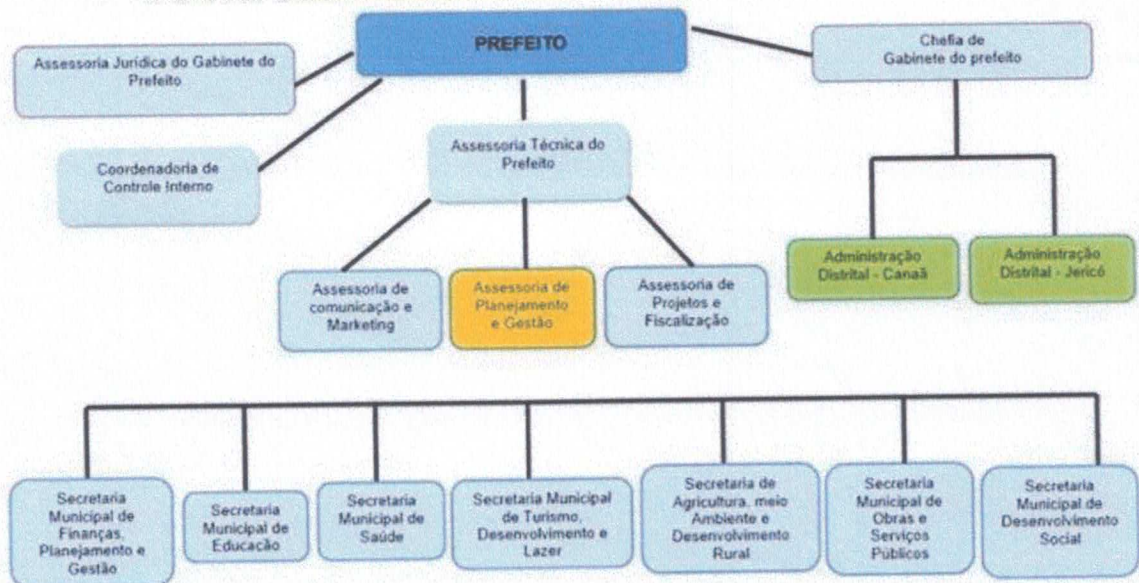 PREFEITO
Assessoria Jurídica do Gabinete do
Prefeito
Chefia de
Gabinete do prefeito
Coordenadoria de
Controle Interno
Assessoria Técnica do
Prefeito
Administração
Distrital - Canaã
Administração
Distrital - Jericó
Assessoria de
comunicação e
Marketing
Assessoria de
Planejamento
e Gestão
Assessoria de
Projetos e
Fiscalização
Secretaria
Municipal de
Finanças,
Planejamento e
Gestão
Secretaria
Municipal de
Educação
Secretaria
Municipal de
Saúde
Secretaria Municipal
de Turismo,
Desenvolvimento e
Lazer
Secretaria de
Agricultura, meio
Ambiente e
Desenvolvimento
Rural
Secretaria
Municipal de
Obras e
Serviços
Públicos
Secretaria
Municipal de
Desenvolvimento
Social